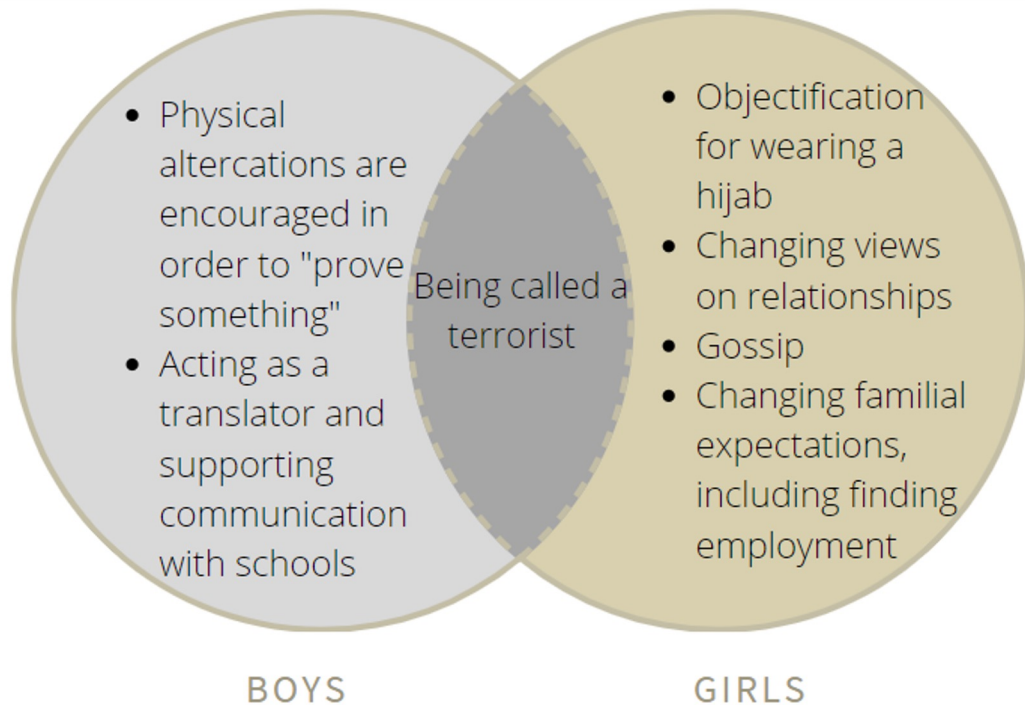 • Physical
altercations are
encouraged in
order to "prove
something"
• Acting as a
translator and
supporting
communication
with schools
Being called a
terrorist
• Objectification
for wearing a
hijab
• Changing views
on relationships
• Gossip
• Changing familial
expectations,
including finding
employment
BOYS
GIRLS